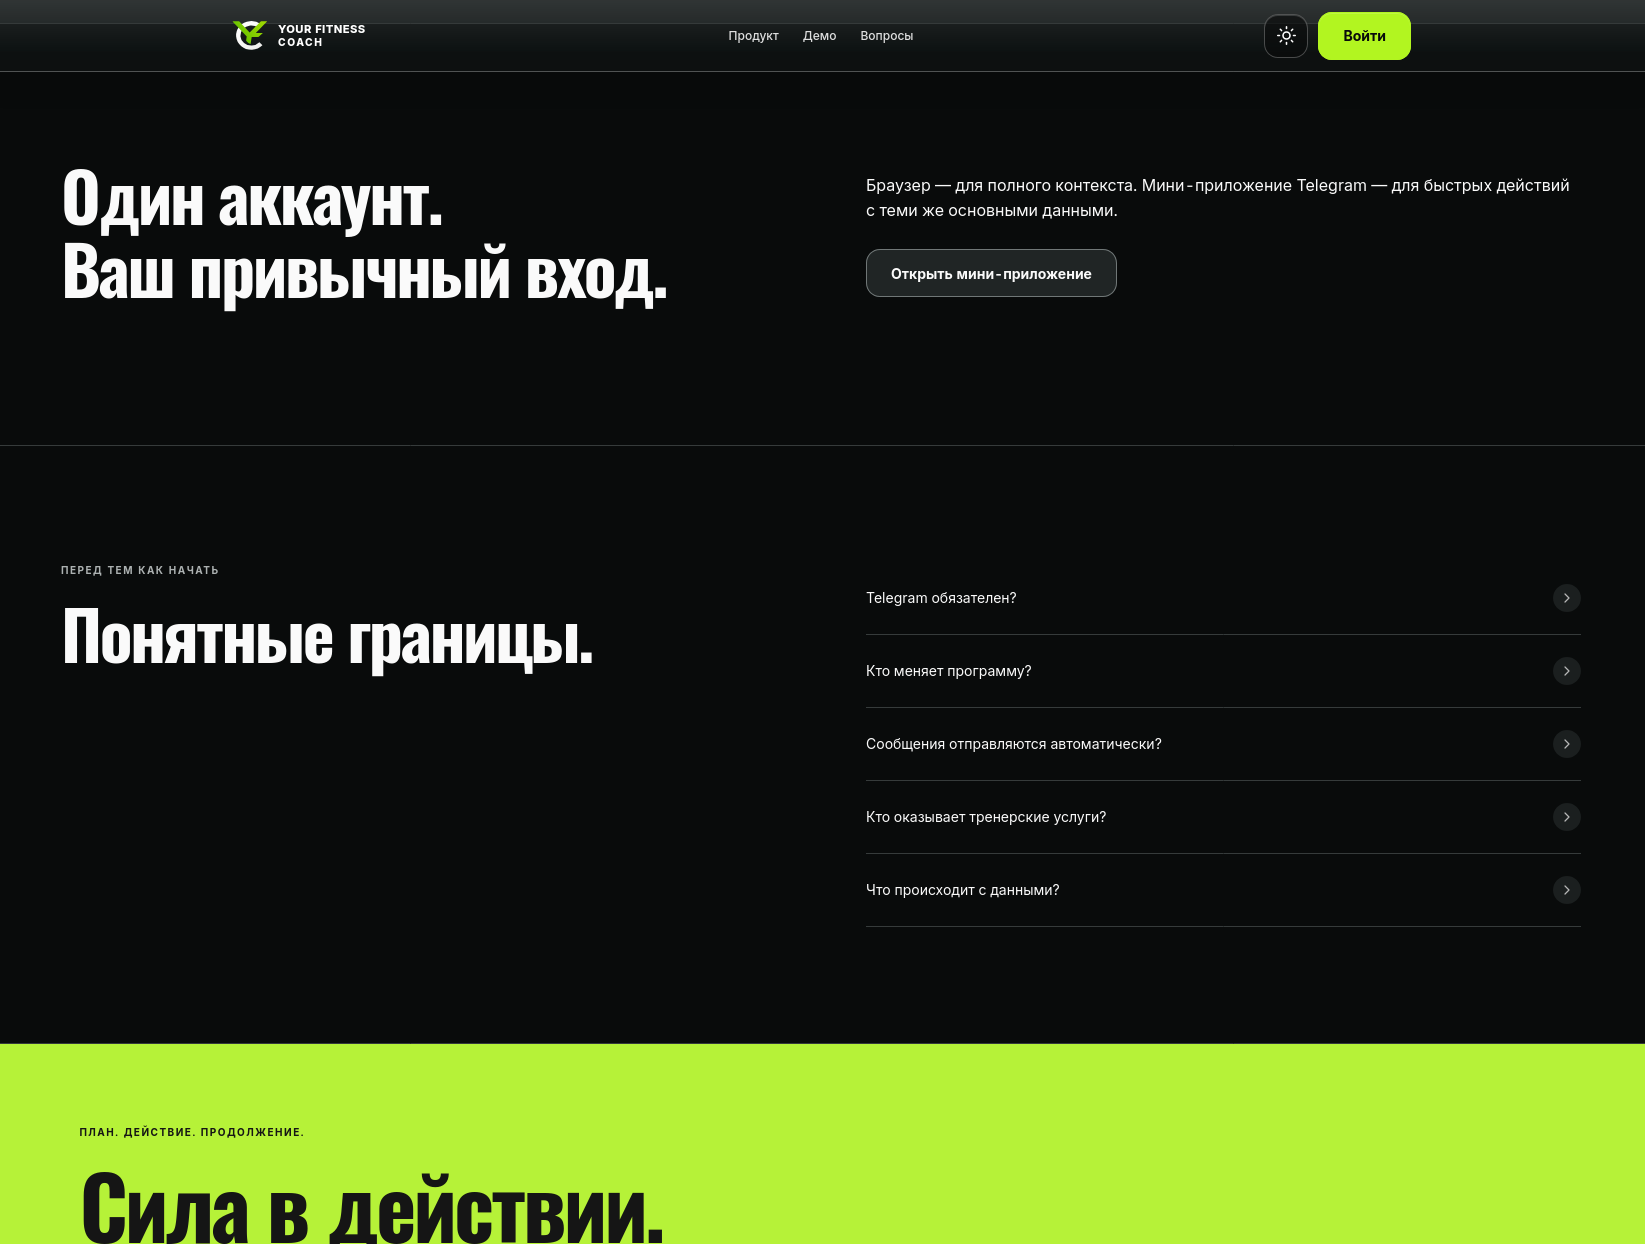 YOUR FITNESS
COACH
Продукт
Демо
Вопросы
Войти
Один аккаунт.
Ваш привычный вход.
Браузер — для полного контекста. Мини-приложение Telegram — для быстрых действий
с теми же основными данными.
Открыть мини-приложение
ПЕРЕД ТЕМ КАК НАЧАТЬ
Понятные границы.
Telegram обязателен?
Кто меняет программу?
Сообщения отправляются автоматически?
Кто оказывает тренерские услуги?
Что происходит с данными?
ПЛАН. ДЕЙСТВИЕ. ПРОДОЛЖЕНИЕ.
Сила в действии.